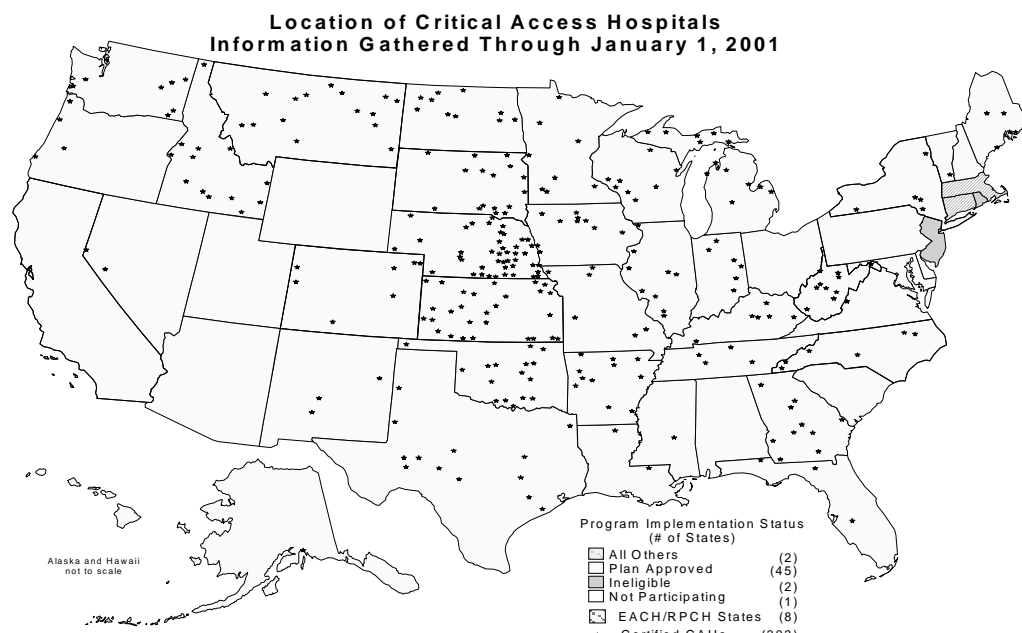 Location of Critical Access Hospitals
Information Gathered Through January 1, 2001
Alaska and Hawaii
not to scale
Program Implementation Status
(# of States)
All Others (2)
Plan Approved (45)
Ineligible (2)
Not Participating (1)
EACH/RPCH States (8)